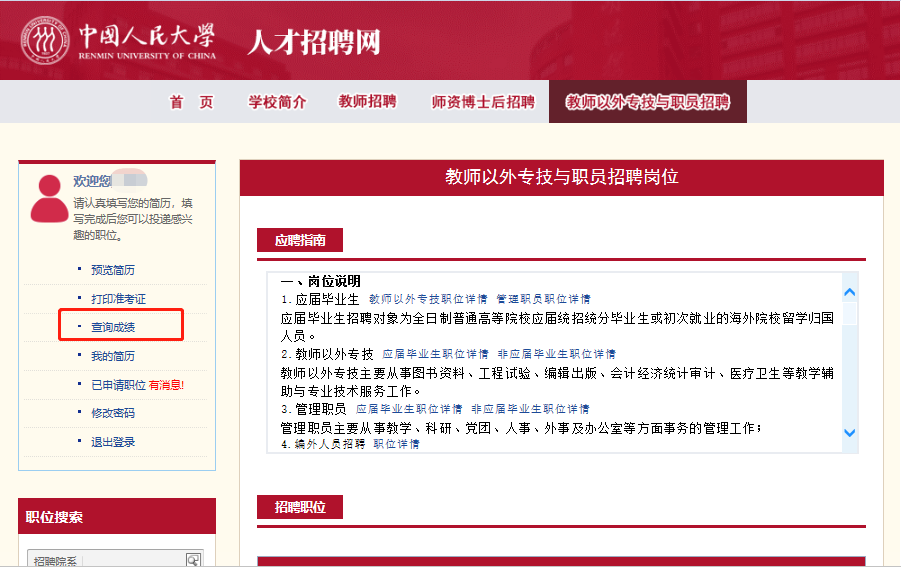 中国人民大学
RENMIN UNIVERSITY OF CHINA
人才招聘网
首 页 学校简介 教师招聘 师资博士后招聘 教师以外专技与职员招聘
欢迎您
请认真填写您的简历，填
写完成后您可以投递感兴
趣的职位。
预览简历
打印准考证
查询成绩
我的简历
已申请职位 有消息!
修改密码
退出登录
职位搜索
招聘院系
教师以外专技与职员招聘岗位
应聘指南
一、岗位说明
1.应届毕业生 教师以外专技职位详情 管理职员职位详情
应届毕业生招聘对象为全日制普通高等院校应届统招统分毕业生或初次就业的海外院校留学归国
人员。
2.教师以外专技 应届毕业生职位详情 非应届毕业生职位详情
教师以外专技主要从事图书资料、工程试验、编辑出版、会计经济统计审计、医疗卫生等教学辅
助与专业技术服务工作。
3.管理职员 应届毕业生职位详情 非应届毕业生职位详情
管理职员主要从事教学、科研、党团、人事、外事及办公室等方面事务的管理工作；
4.编外人员招聘 职位详情
招聘职位